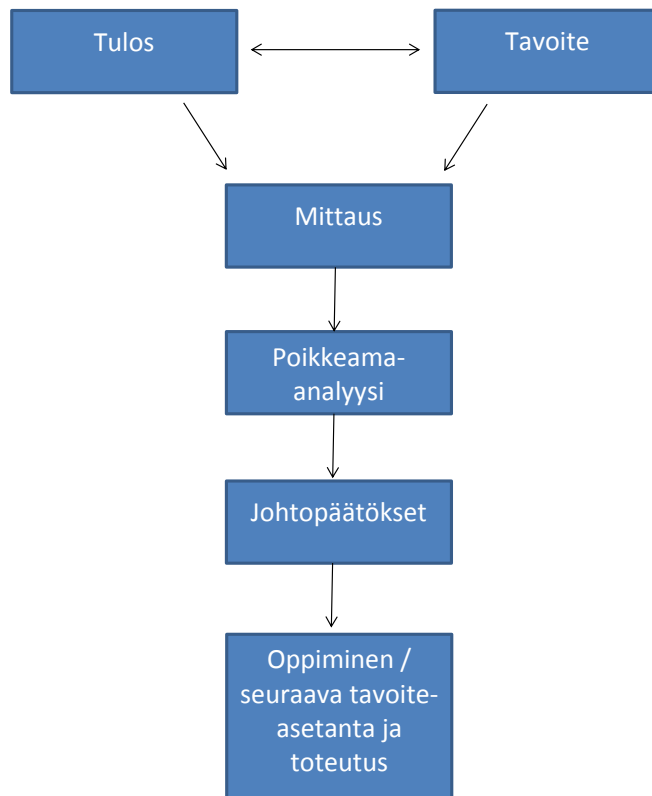 Tulos
Tavoite
Mittaus
Poikkeama-
analyysi
Johtopäätökset
Oppiminen /
seuraava tavoite-
asetanta ja
toteutus